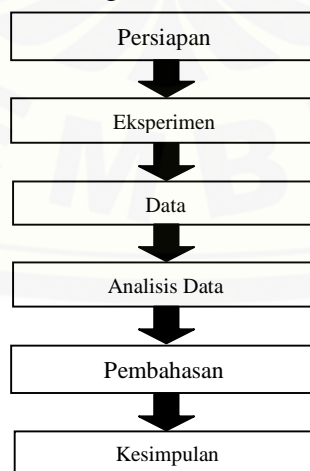 Persiapan
Eksperimen
Data
Analisis Data
Pembahasan
Kesimpulan